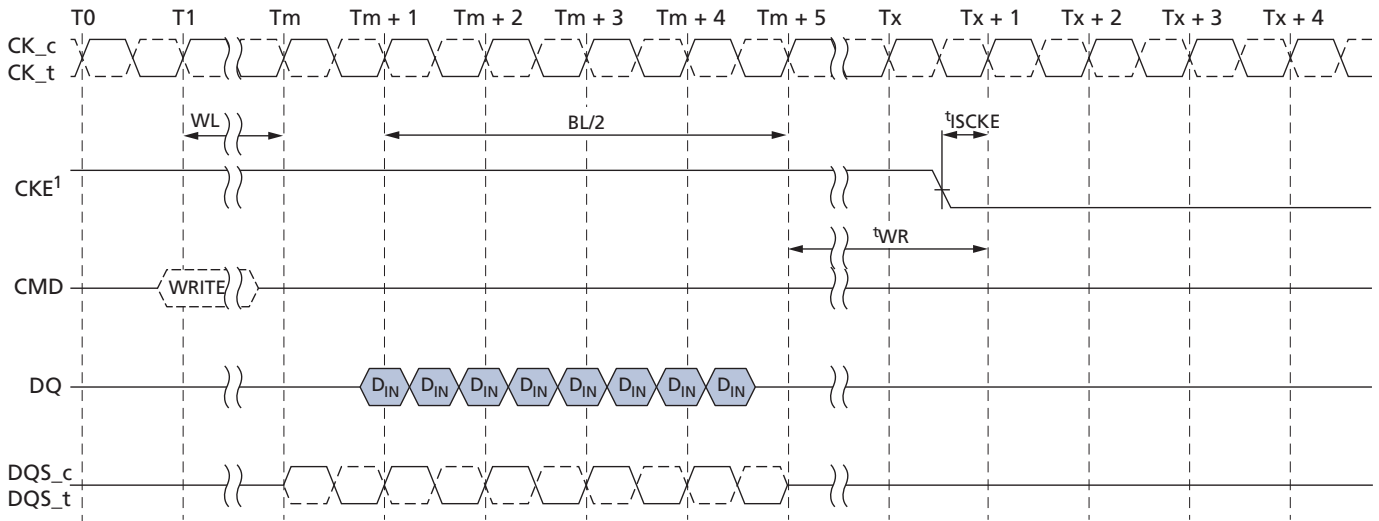 T0 T1 Tm Tm + 1 Tm + 2 Tm + 3 Tm + 4 Tm + 5 Tx Tx + 1 Tx + 2 Tx + 3 Tx + 4
CK_c
CK_t
WL BL/2 tISCKE
CKE1
tWR
CMD WRITE
DQ DIN DIN DIN DIN DIN DIN DIN DIN
DQS_c
DQS_t